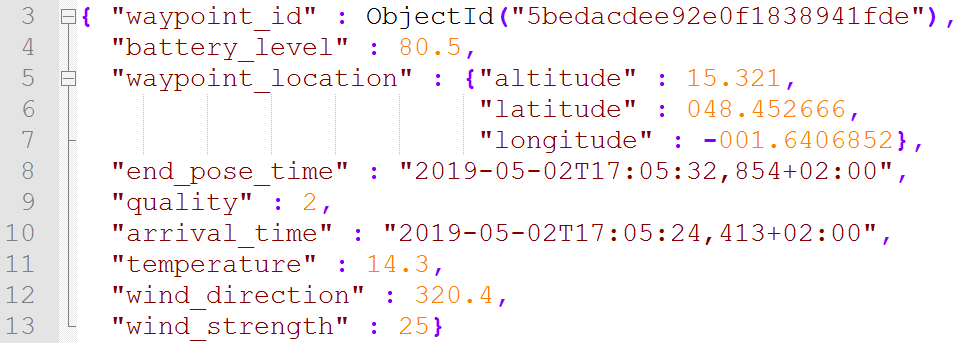 3 { "waypoint_id" : ObjectId("5bedacdee92e0f1838941fde"),
4 "battery_level" : 80.5,
5 "waypoint_location" : {"altitude" : 15.321,
6 "latitude" : 048.452666,
7 "longitude" : -001.6406852},
8 "end_pose_time" : "2019-05-02T17:05:32,854+02:00",
9 "quality" : 2,
10 "arrival_time" : "2019-05-02T17:05:24,413+02:00",
11 "temperature" : 14.3,
12 "wind_direction" : 320.4,
13 "wind_strength" : 25}